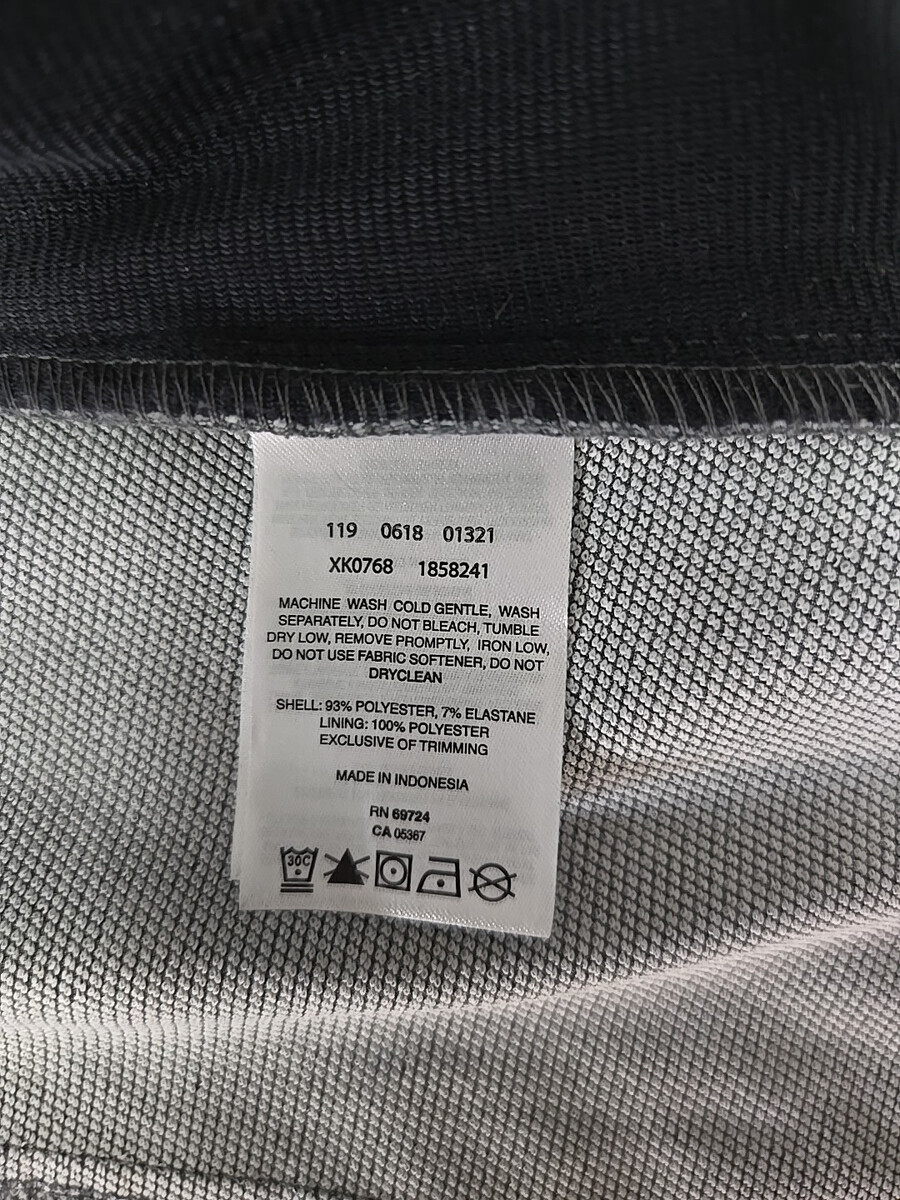 119 0618 01321
XK0768 1858241
MACHINE WASH COLD GENTLE, WASH
SEPARATELY, DO NOT BLEACH, TUMBLE
DRY LOW, REMOVE PROMPTLY, IRON LOW,
DO NOT USE FABRIC SOFTENER, DO NOT
DRYCLEAN
SHELL: 93% POLYESTER, 7% ELASTANE
LINING: 100% POLYESTER
EXCLUSIVE OF TRIMMING
MADE IN INDONESIA
RN 69724
CA 05367
30C